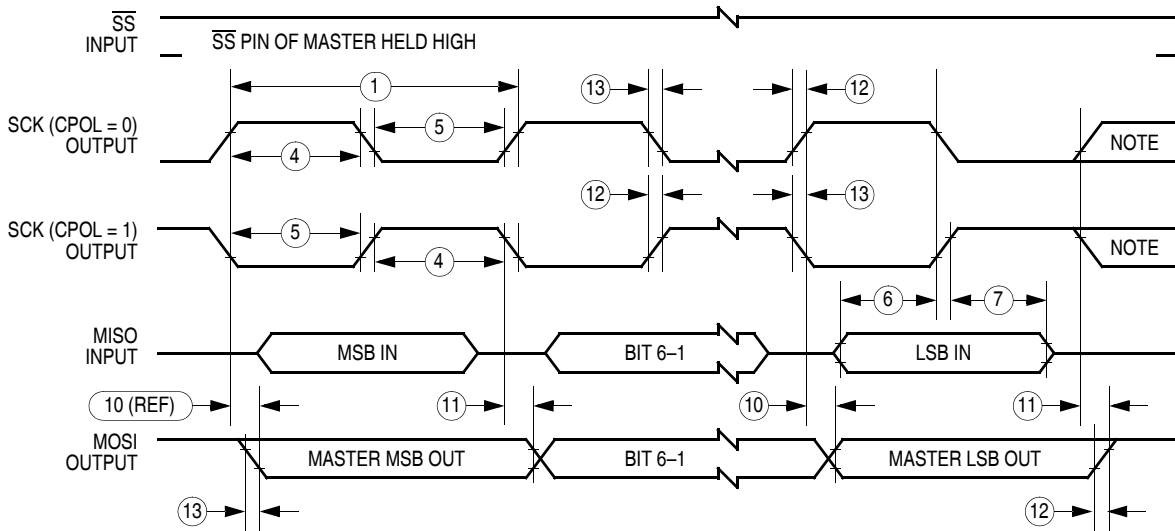 SS
INPUT
SS PIN OF MASTER HELD HIGH
1
13
12
SCK (CPOL = 0)
OUTPUT
5
4
NOTE
12
13
SCK (CPOL = 1)
OUTPUT
5
4
NOTE
6
7
MISO
INPUT
MSB IN
BIT 6–1
LSB IN
10 (REF)
11
10
11
MOSI
OUTPUT
MASTER MSB OUT
BIT 6–1
MASTER LSB OUT
13
12